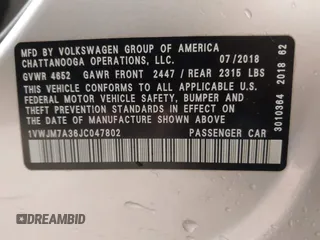 MFD BY VOLKSWAGEN GROUP OF AMERICA
CHATTANOOGA OPERATIONS, LLC. 07/2018
GVWR 4652 GAWR FRONT 2447 / REAR 2315 LBS
THIS VEHICLE CONFORMS TO ALL APPLICABLE U.S.
FEDERAL MOTOR VEHICLE SAFETY, BUMPER AND
THEFT PREVENTION STANDARDS IN EFFECT
ON THE DATE OF MANUFACTURE SHOWN ABOVE
1VWJM7A36JC047802 PASSENGER CAR
3010364 2018 62
DREAMBID